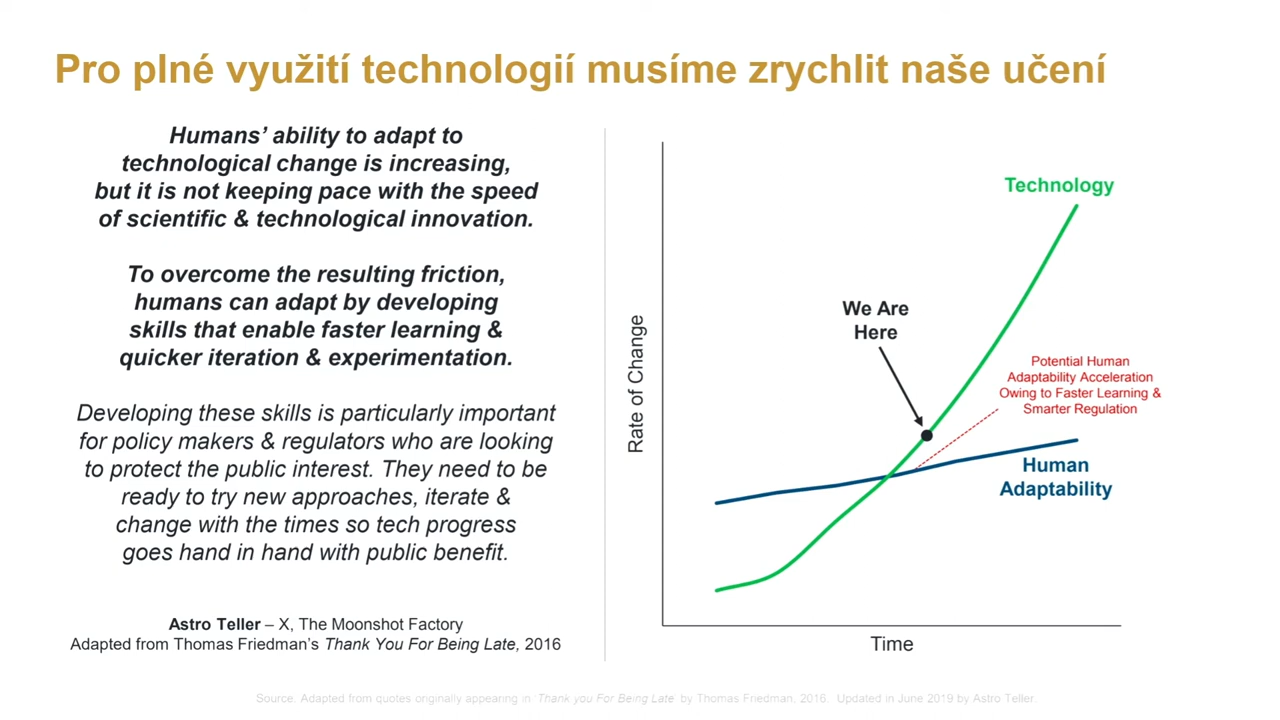 Pro plné využití technologií musíme zrychlit naše učení
Humans’ ability to adapt to
technological change is increasing,
but it is not keeping pace with the speed
of scientific & technological innovation.
To overcome the resulting friction,
humans can adapt by developing
skills that enable faster learning &
quicker iteration & experimentation.
Developing these skills is particularly important
for policy makers & regulators who are looking
to protect the public interest. They need to be
ready to try new approaches, iterate &
change with the times so tech progress
goes hand in hand with public benefit.
Astro Teller – X, The Moonshot Factory
Adapted from Thomas Friedman’s Thank You For Being Late, 2016
Technology
We Are
Here
Rate of Change
Potential Human
Adaptability Acceleration
Owing to Faster Learning &
Smarter Regulation
Human
Adaptability
Time
Source. Adapted from quotes originally appearing in ‘Thank you For Being Late’ by Thomas Friedman, 2016. Updated in June 2019 by Astro Teller.